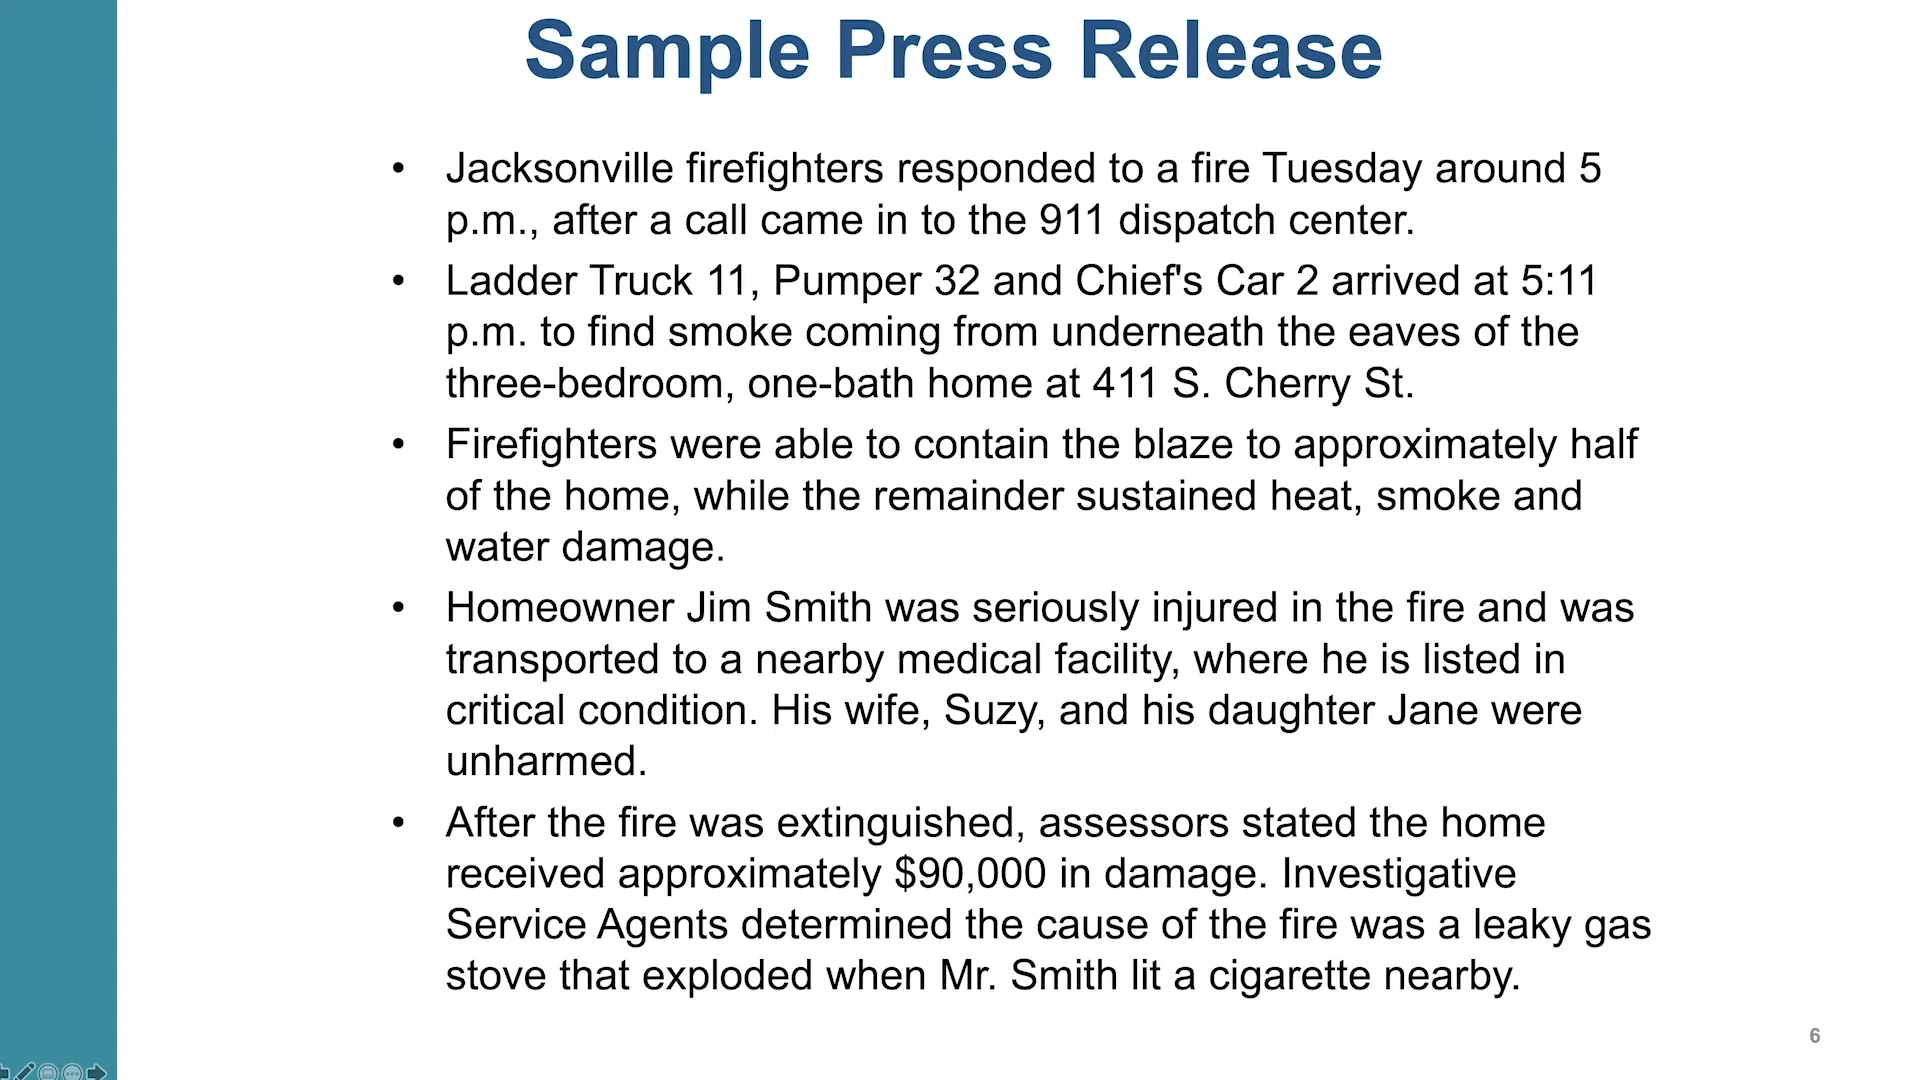 Sample Press Release
• Jacksonville firefighters responded to a fire Tuesday around 5
p.m., after a call came in to the 911 dispatch center.
• Ladder Truck 11, Pumper 32 and Chief's Car 2 arrived at 5:11
p.m. to find smoke coming from underneath the eaves of the
three-bedroom, one-bath home at 411 S. Cherry St.
• Firefighters were able to contain the blaze to approximately half
of the home, while the remainder sustained heat, smoke and
water damage.
• Homeowner Jim Smith was seriously injured in the fire and was
transported to a nearby medical facility, where he is listed in
critical condition. His wife, Suzy, and his daughter Jane were
unharmed.
• After the fire was extinguished, assessors stated the home
received approximately $90,000 in damage. Investigative
Service Agents determined the cause of the fire was a leaky gas
stove that exploded when Mr. Smith lit a cigarette nearby.
6